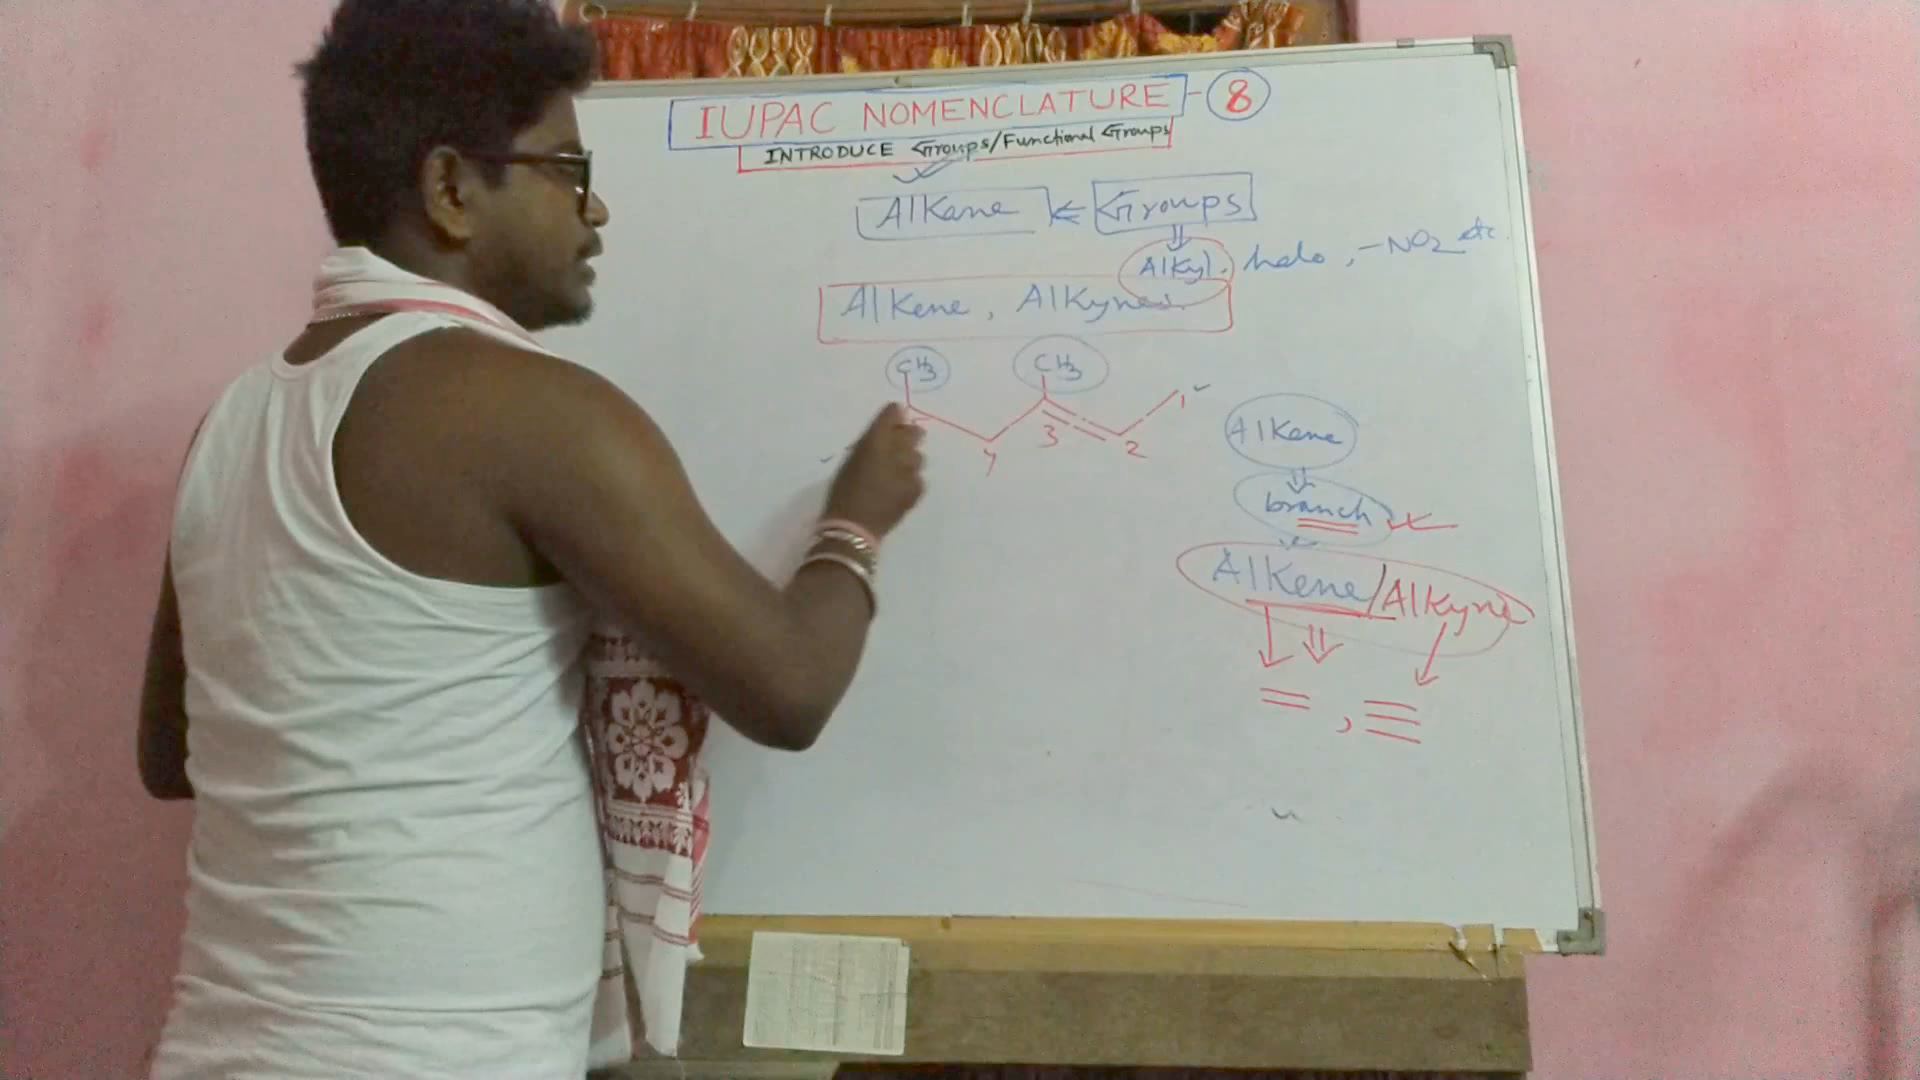 IUPAC NOMENCLATURE - 8
INTRODUCE Groups/Functional Groups
Alkane ⇐ Groups
Alkyl, halo, -NO2 etc.
Alkene, Alkynes
CH3 CH3
1
4 3 2
Alkane
branch
Alkene/Alkyne
=, ≡